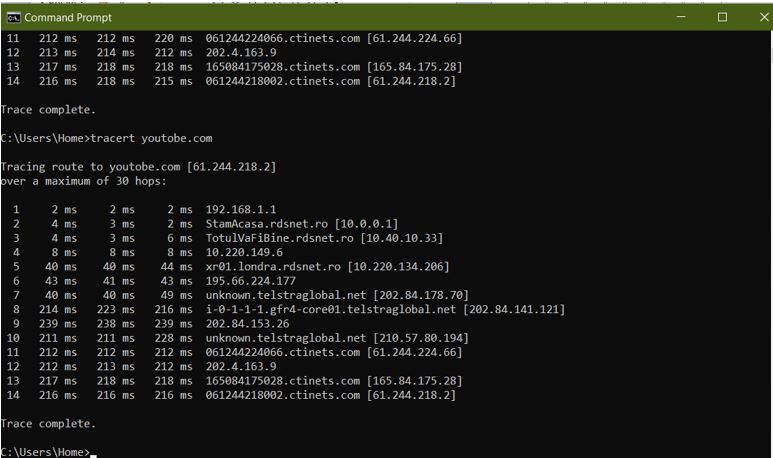 Command Prompt
11 212 ms 212 ms 220 ms 061244224066.ctinets.com [61.244.224.66]
12 213 ms 214 ms 212 ms 202.4.163.9
13 217 ms 218 ms 218 ms 165084175028.ctinets.com [165.84.175.28]
14 216 ms 218 ms 215 ms 061244218002.ctinets.com [61.244.218.2]
Trace complete.
C:\Users\Home>tracert youtobe.com
Tracing route to youtobe.com [61.244.218.2]
over a maximum of 30 hops:
1 2 ms 2 ms 2 ms 192.168.1.1
2 4 ms 3 ms 2 ms StamAcasa.rdsnet.ro [10.0.0.1]
3 4 ms 3 ms 6 ms TotulVaFiBine.rdsnet.ro [10.40.10.33]
4 8 ms 8 ms 8 ms 10.220.149.6
5 40 ms 40 ms 44 ms xr01.londra.rdsnet.ro [10.220.134.206]
6 43 ms 41 ms 43 ms 195.66.224.177
7 40 ms 40 ms 49 ms unknown.telstraglobal.net [202.84.178.70]
8 214 ms 223 ms 216 ms i-0-1-1-1.gfr4-core01.telstraglobal.net [202.84.141.121]
9 239 ms 238 ms 239 ms 202.84.153.26
10 211 ms 211 ms 228 ms unknown.telstraglobal.net [210.57.80.194]
11 212 ms 212 ms 212 ms 061244224066.ctinets.com [61.244.224.66]
12 212 ms 213 ms 212 ms 202.4.163.9
13 217 ms 218 ms 218 ms 165084175028.ctinets.com [165.84.175.28]
14 216 ms 216 ms 216 ms 061244218002.ctinets.com [61.244.218.2]
Trace complete.
C:\Users\Home>